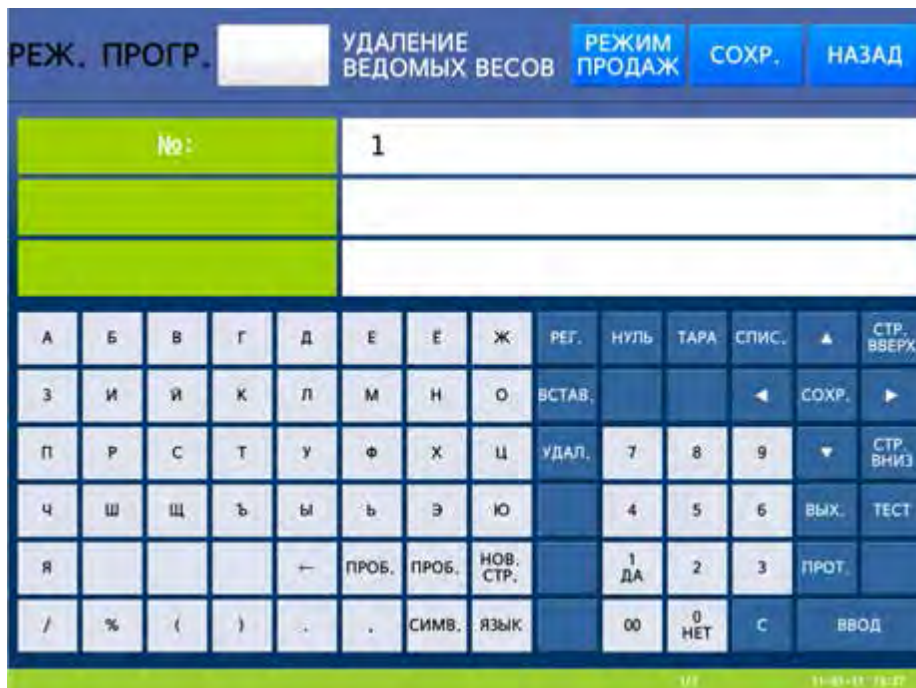 РЕЖ. ПРОГР. УДАЛЕНИЕ ВЕДОМЫХ ВЕСОВ РЕЖИМ ПРОДАЖ СОХР. НАЗАД
№: 1
А Б В Г Д Е Ё Ж РЕГ. НУЛЬ ТАРА СПИС. ▲ СТР. ВВЕРХ
З И Й К Л М Н О ВСТАВ. ◀ СОХР. ▶
П Р С Т У Ф Х Ц УДАЛ. 7 8 9 ▼ СТР. ВНИЗ
Ч Ш Щ Ъ Ы Ь Э Ю 4 5 6 ВЫХ. ТЕСТ
Я ← ПРОБ. ПРОБ. НОВ. СТР. 1 ДА 2 3 ПРОТ.
/ % ( ) . , СИМВ. ЯЗЫК 00 0 НЕТ С ВВОД